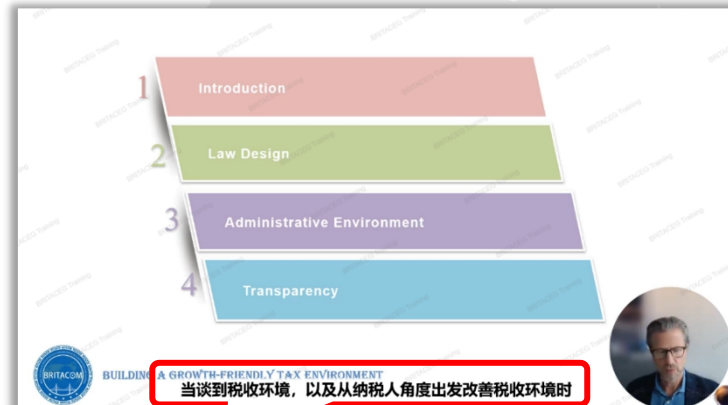 1 Introduction
2 Law Design
3 Administrative Environment
4 Transparency
BRITACOM
BUILDING A GROWTH-FRIENDLY TAX ENVIRONMENT
当谈到税收环境，以及从纳税人角度出发改善税收环境时
BRITACEG Training